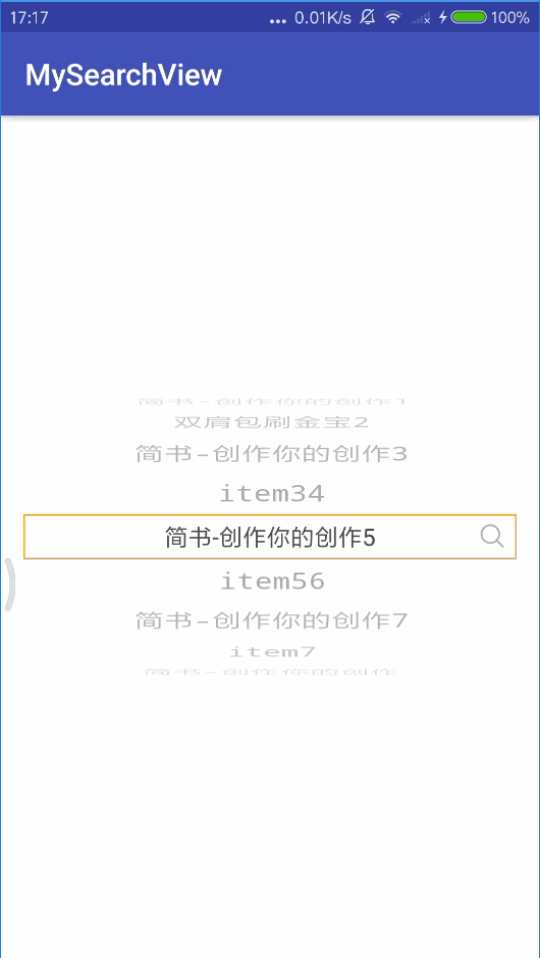 17:17 ... 0.01K/s 100%
MySearchView
简书-创作你的创作1
双肩包刷金宝2
简书-创作你的创作3
item34
简书-创作你的创作5
item56
简书-创作你的创作7
item7
简书-创作你的创作